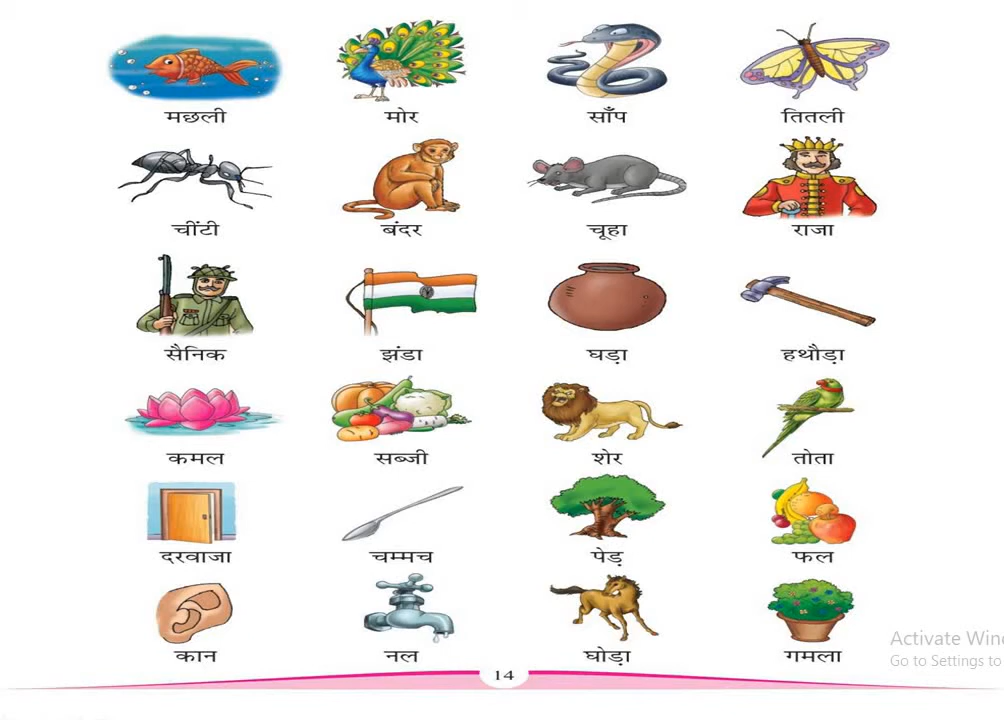 मछली मोर साँप तितली
चींटी बंदर चूहा राजा
सैनिक झंडा घड़ा हथौड़ा
कमल सब्जी शेर तोता
दरवाजा चम्मच पेड़ फल
कान नल घोड़ा गमला
Activate Win
Go to Settings to
14